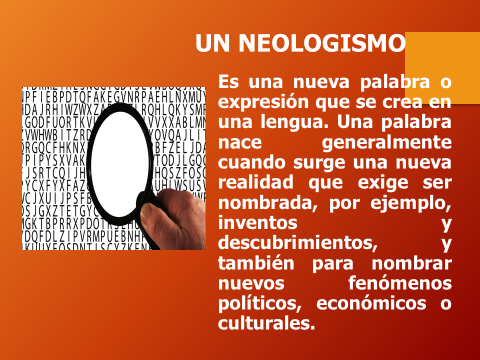 UN NEOLOGISMO
Es una nueva palabra o
expresión que se crea en
una lengua. Una palabra
nace generalmente
cuando surge una nueva
realidad que exige ser
nombrada, por ejemplo,
inventos y
descubrimientos, y
también para nombrar
nuevos fenómenos
políticos, económicos o
culturales.